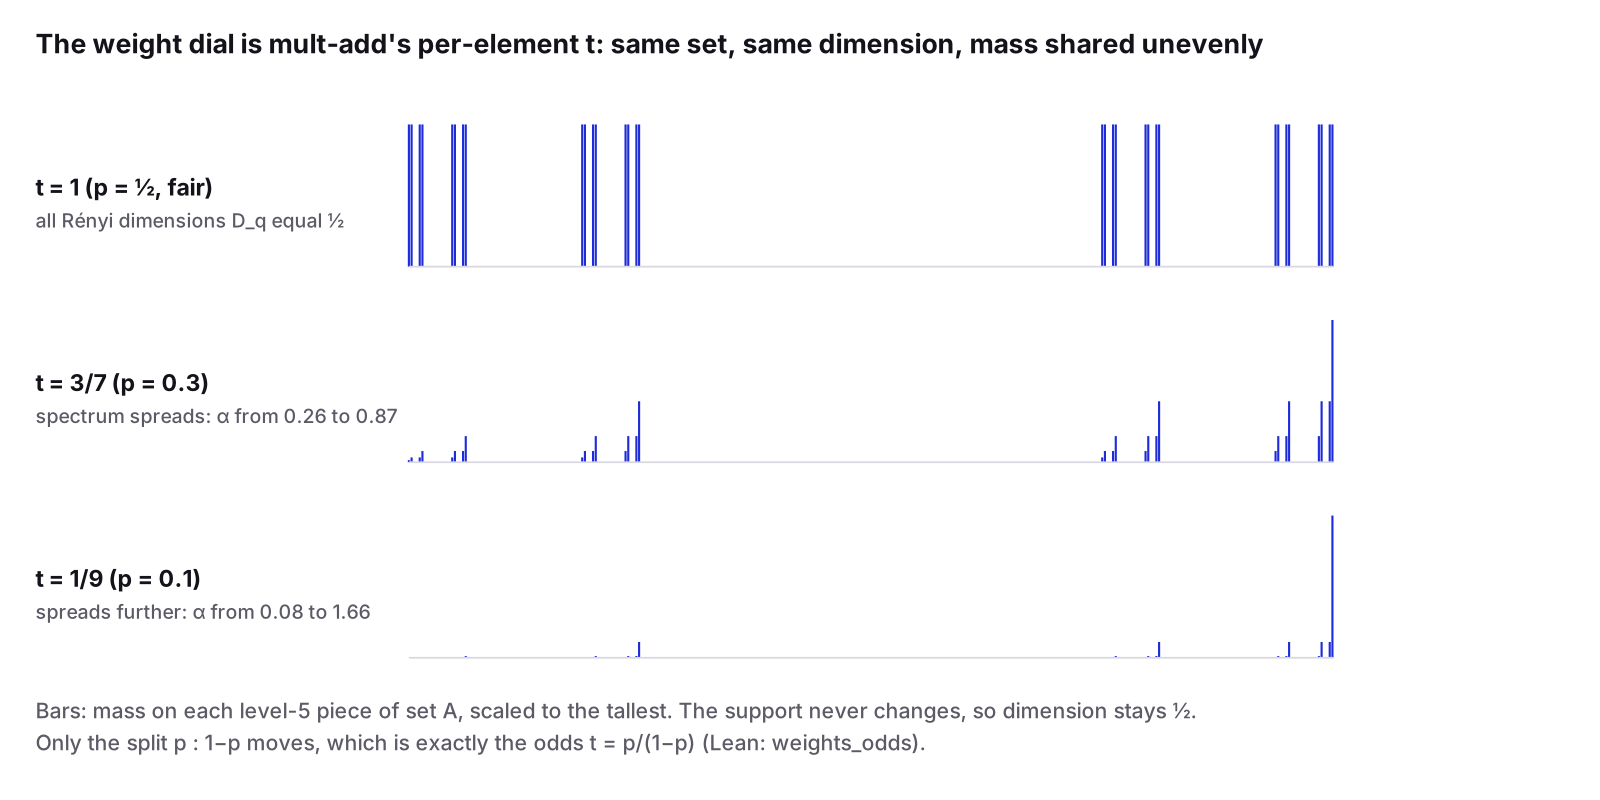 The weight dial is mult-add's per-element t: same set, same dimension, mass shared unevenly
t = 1 (p = ½, fair)
all Rényi dimensions D_q equal ½
t = 3/7 (p = 0.3)
spectrum spreads: α from 0.26 to 0.87
t = 1/9 (p = 0.1)
spreads further: α from 0.08 to 1.66
Bars: mass on each level-5 piece of set A, scaled to the tallest. The support never changes, so dimension stays ½.
Only the split p : 1−p moves, which is exactly the odds t = p/(1−p) (Lean: weights_odds).